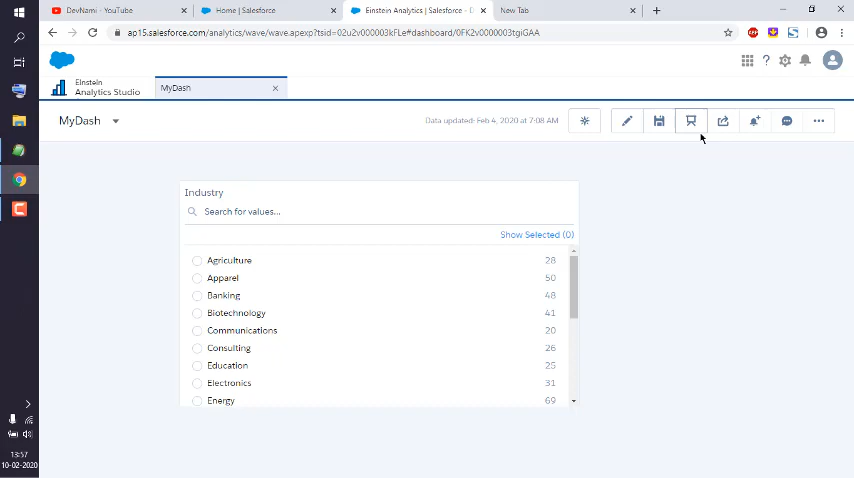 DevNami - YouTube
Home | Salesforce
Einstein Analytics | Salesforce - D
New Tab
ap15.salesforce.com/analytics/wave/wave.apexp?tsid=02u2v000003kFLe#dashboard/0FK2v0000003tgiGAA
Einstein
Analytics Studio
MyDash
MyDash
Data updated: Feb 4, 2020 at 7:08 AM
Industry
Search for values...
Show Selected (0)
Agriculture 28
Apparel 50
Banking 48
Biotechnology 41
Communications 20
Consulting 26
Education 25
Electronics 31
Energy 69
13:57
10-02-2020